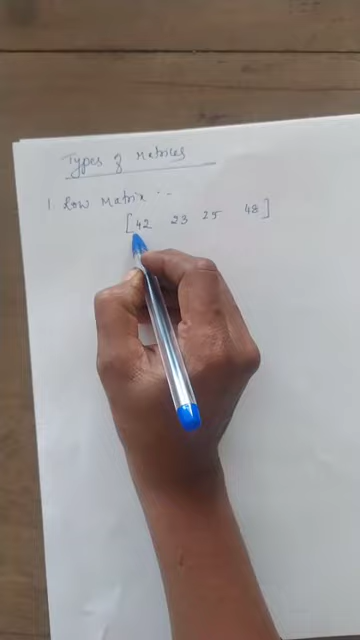 Types of Matrices
1. Row Matrix :-
[42 23 25 48]